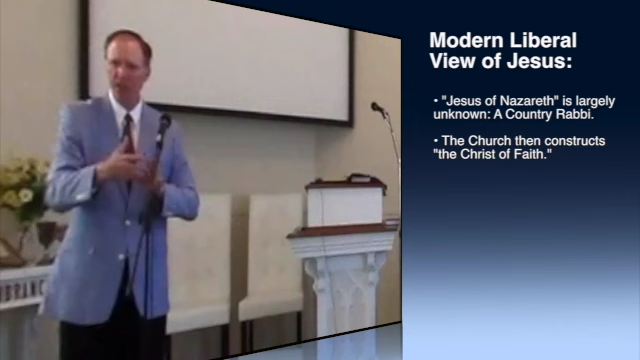 Modern Liberal
View of Jesus:
• "Jesus of Nazareth" is largely
unknown: A Country Rabbi.
• The Church then constructs
"the Christ of Faith."
IBRANC